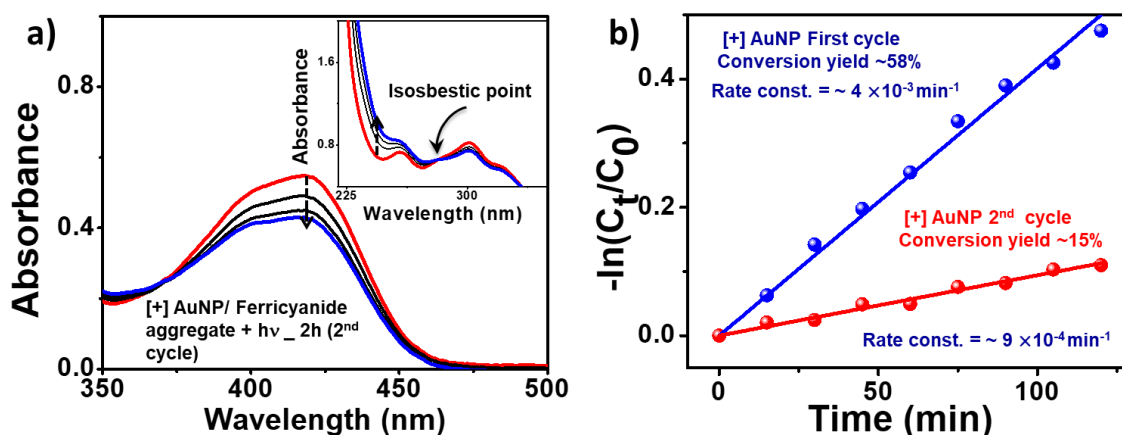 a)
Absorbance
0.8
0.4
0.0
350
400
450
500
Wavelength (nm)
[+] AuNP/ Ferricyanide
aggregate + hν _ 2h (2nd
cycle)
Absorbance
1.6
0.8
225
300
Wavelength (nm)
Isosbestic point
b)
-ln(Ct/C0)
0.4
0.2
0.0
0
50
100
Time (min)
[+] AuNP First cycle
Conversion yield ~58%
Rate const. = ~ 4 ×10-3 min-1
[+] AuNP 2nd cycle
Conversion yield ~15%
Rate const. = ~ 9 ×10-4 min-1